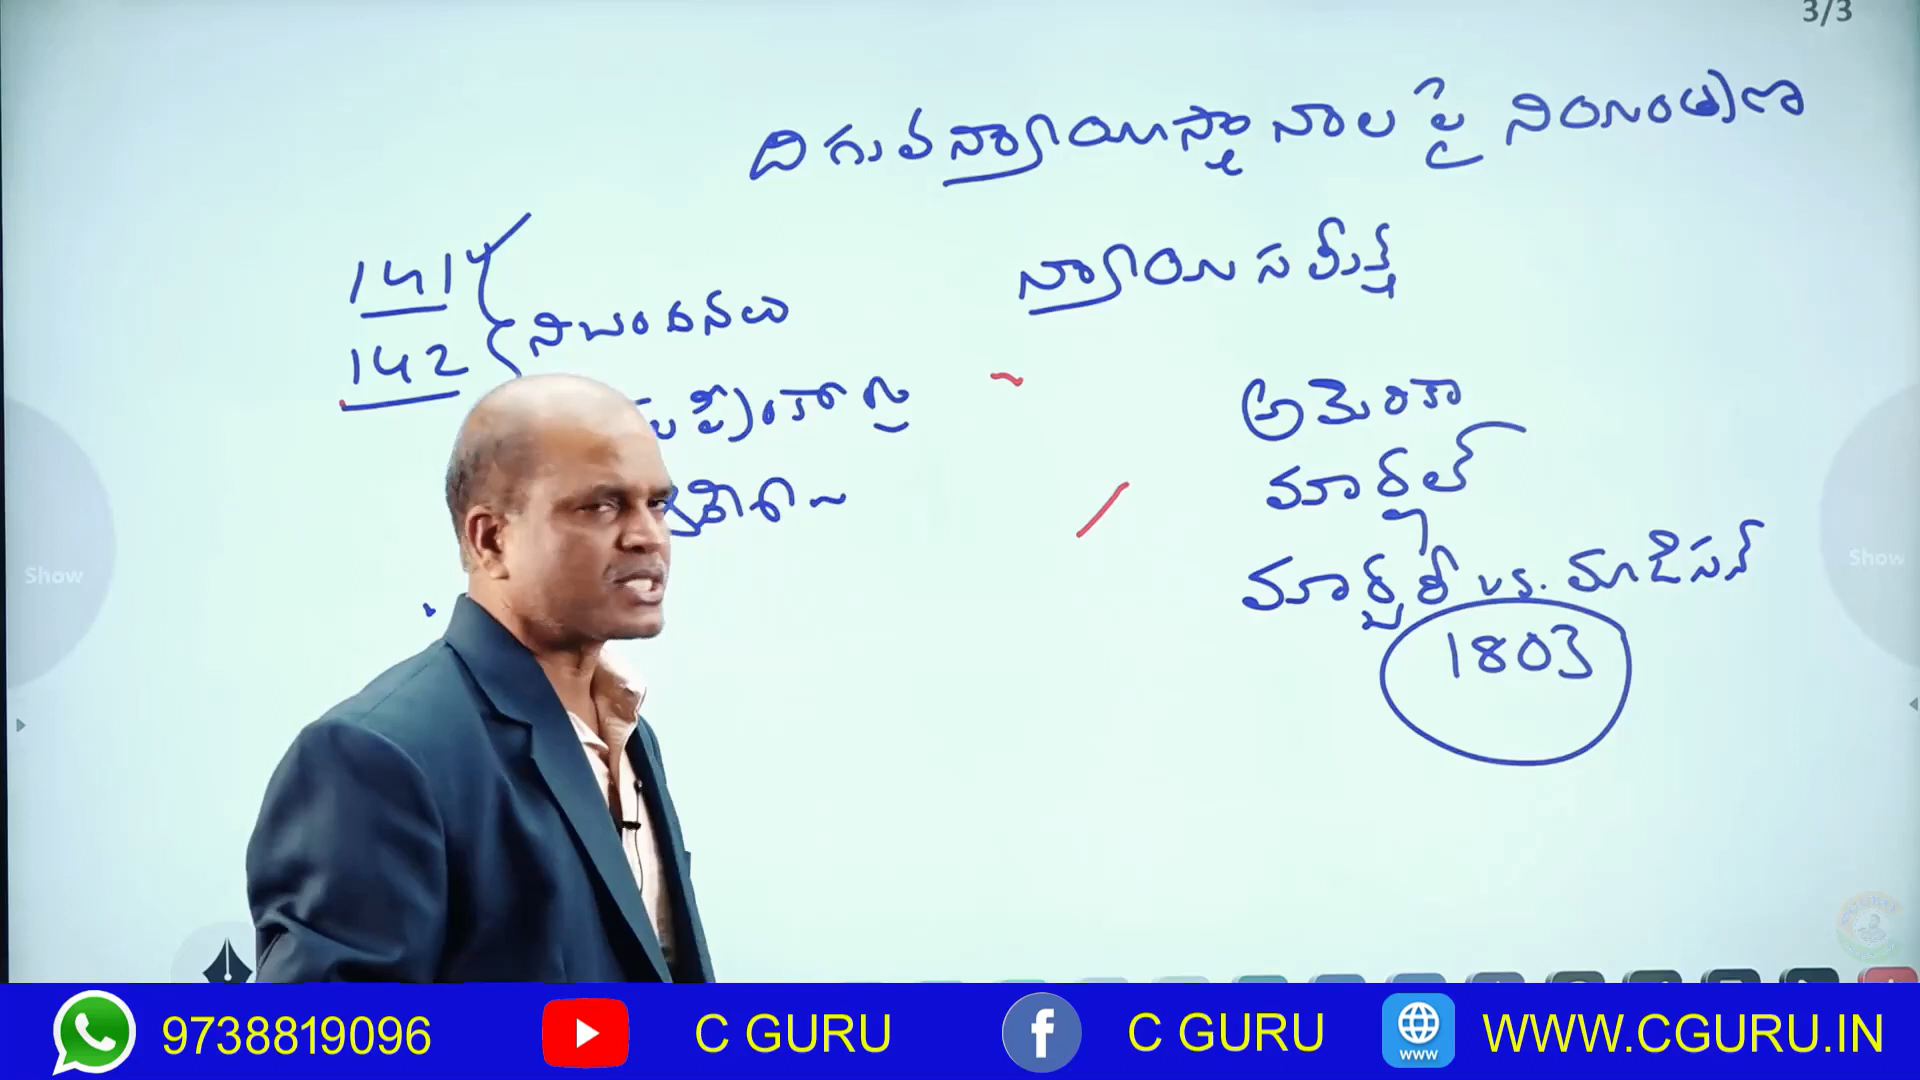 3/3
దిగువ న్యాయస్థానాల పై నియంత్రణ
న్యాయ సమీక్ష
141
142
నిబంధనలు
సుప్రీంకోర్టు
అమెరికా
మార్షల్
మార్బరీ vs. మాడిసన్
1803
Show
Show
9738819096
C GURU
C GURU
www
WWW.CGURU.IN